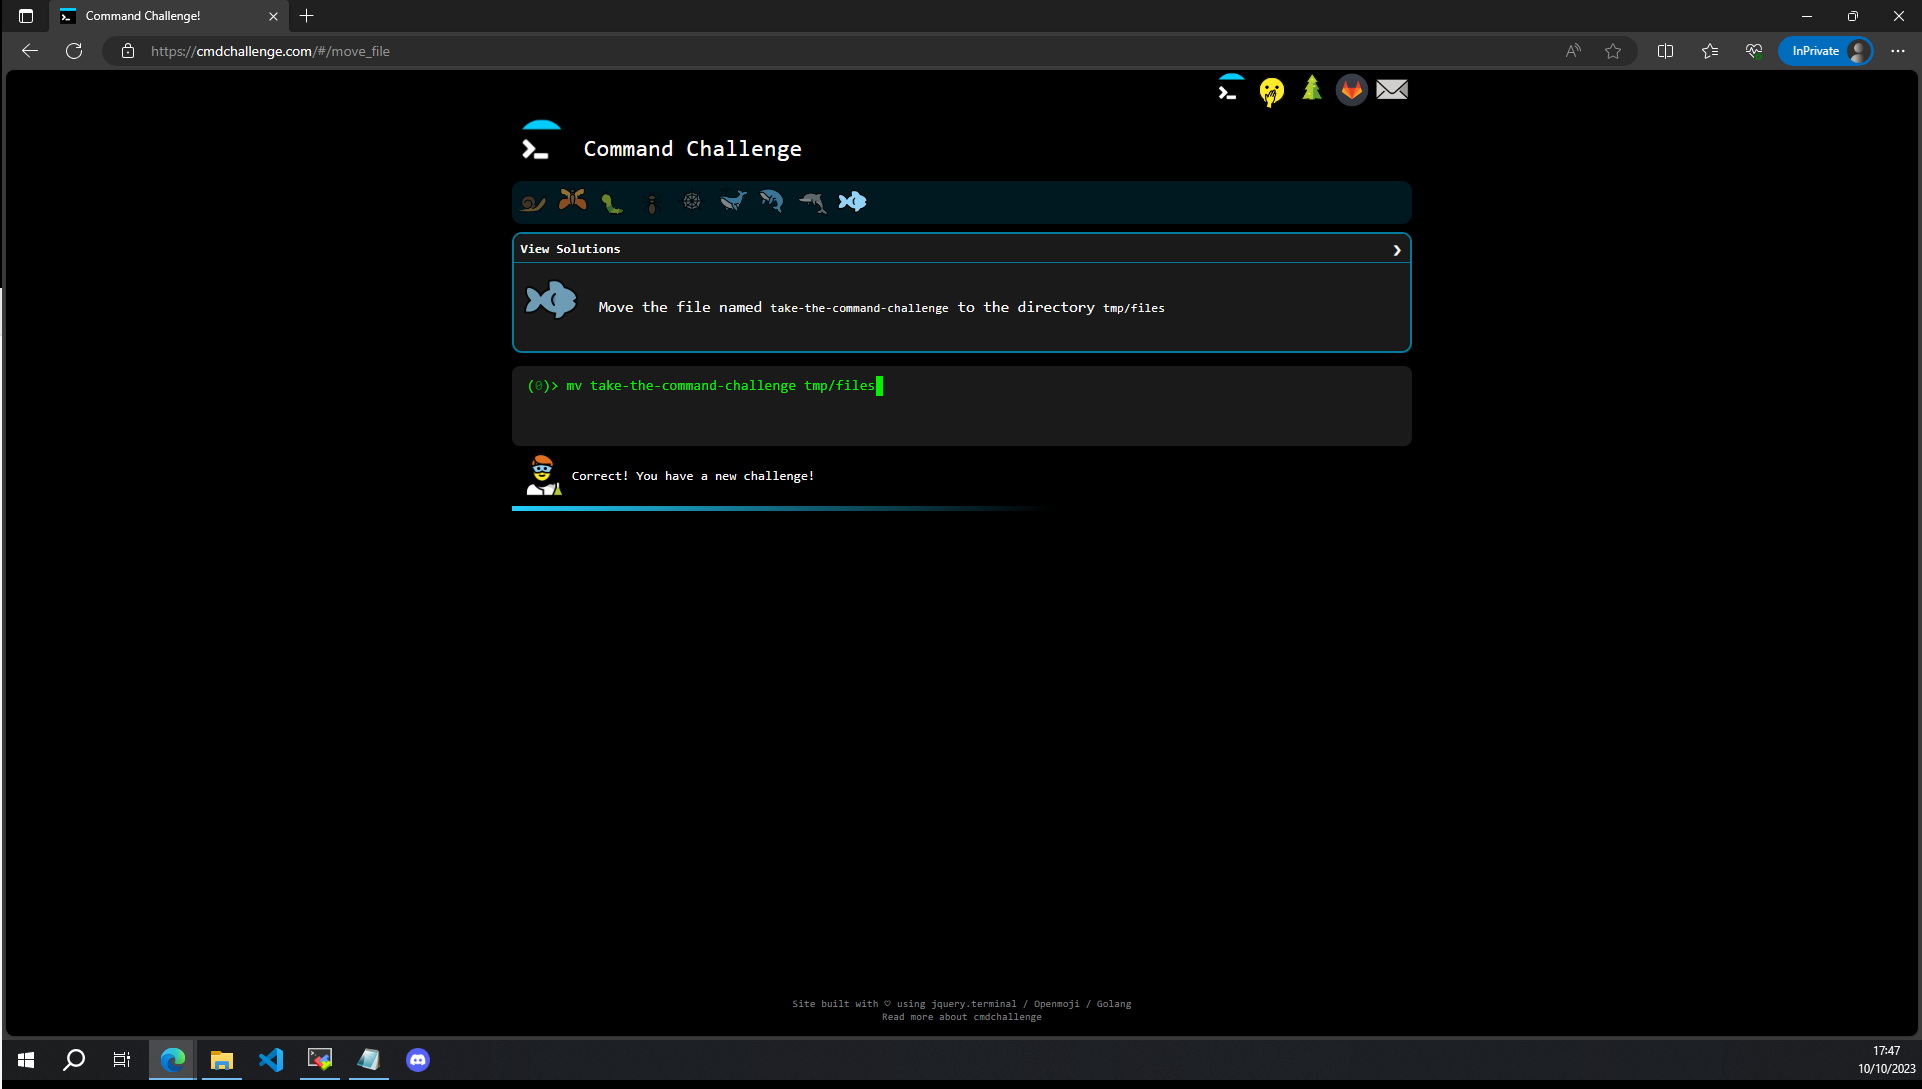 Command Challenge!
https://cmdchallenge.com/#/move_file
InPrivate
Command Challenge
View Solutions
Move the file named take-the-command-challenge to the directory tmp/files
(0)> mv take-the-command-challenge tmp/files
Correct! You have a new challenge!
Site built with ♡ using jquery.terminal / Openmoji / Golang
Read more about cmdchallenge
17:47
10/10/2023